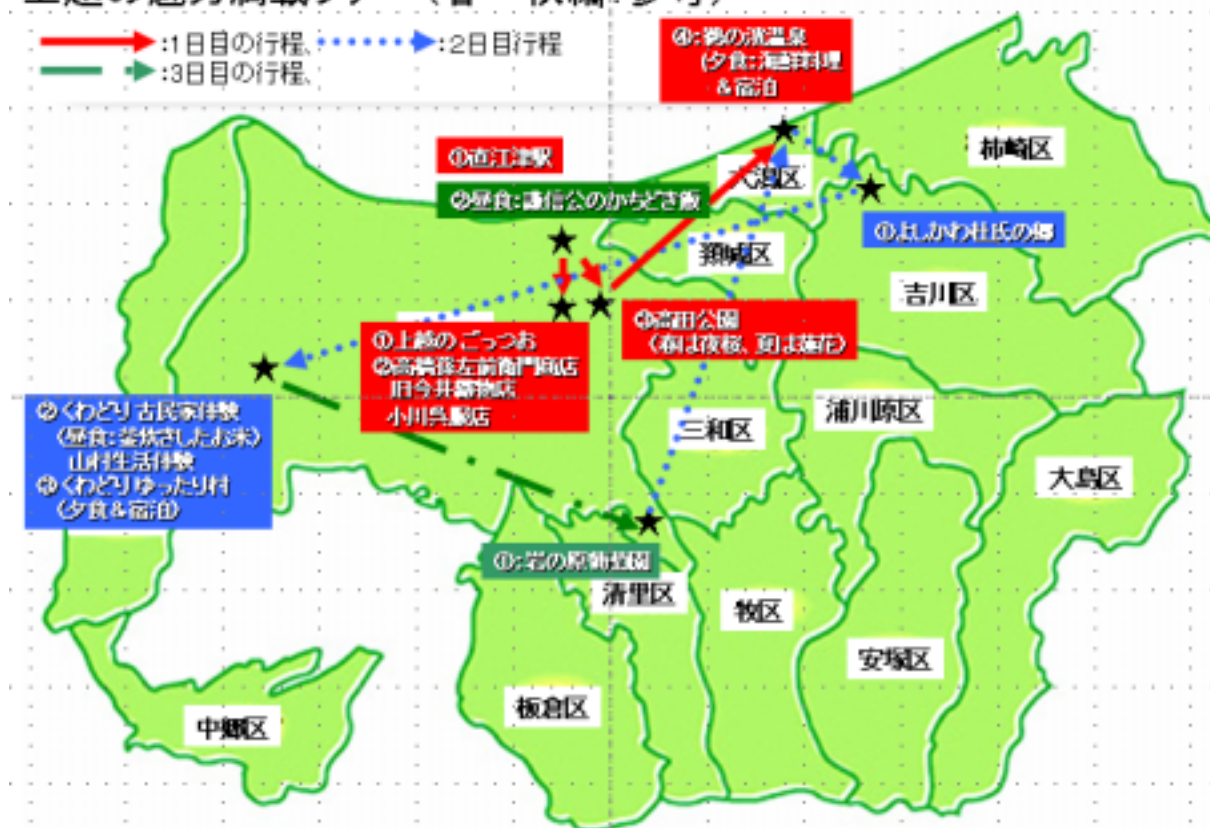 :1日目の行程、
:2日目行程
:3日目の行程、
④:鵜の浜温泉
(夕食:海鮮料理
&宿泊
①直江津駅
②昼食:謙信公のかちどき飯
大潟区
柿崎区
①よしかわ杜氏の郷
頸城区
吉川区
①上越の ごっつお
②高橋孫左衛門商店
旧今井染物店
小川呉服店
③高田公園
(春は夜桜、夏は蓮花)
②くわどり 古民家体験
(昼食:釜炊きしたお米)
山村生活体験
③くわどり ゆったり村
(夕食&宿泊)
三和区
浦川原区
大島区
①:岩の原葡萄園
清里区
牧区
安塚区
板倉区
中郷区